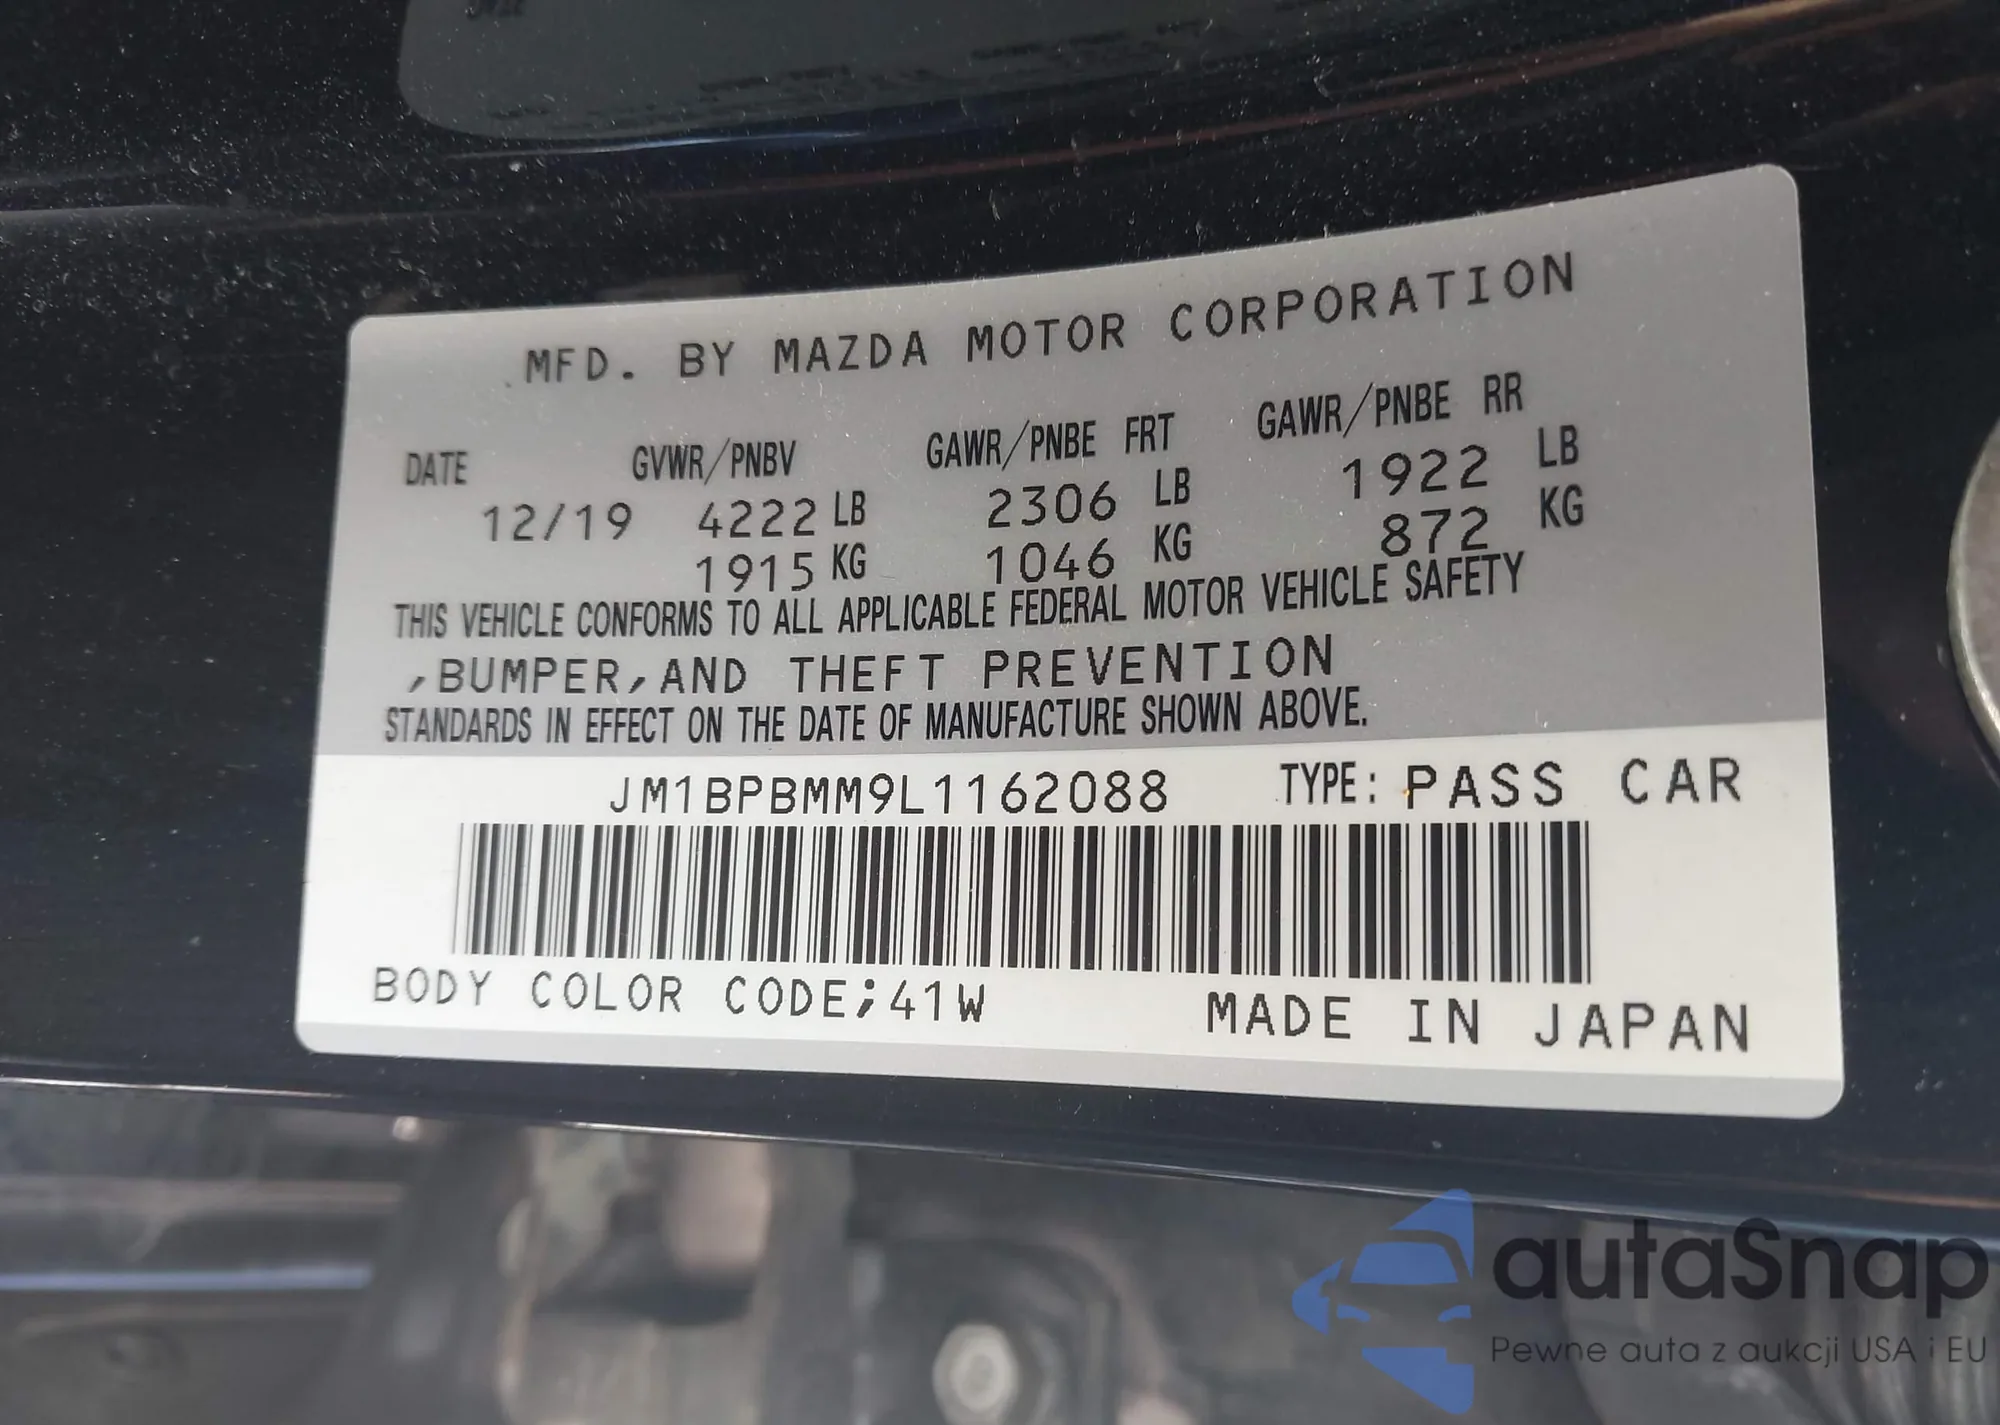 MFD. BY MAZDA MOTOR CORPORATION
DATE GVWR/PNBV GAWR/PNBE FRT GAWR/PNBE RR
12/19 4222 LB 2306 LB 1922 LB
1915 KG 1046 KG 872 KG
THIS VEHICLE CONFORMS TO ALL APPLICABLE FEDERAL MOTOR VEHICLE SAFETY
,BUMPER,AND THEFT PREVENTION
STANDARDS IN EFFECT ON THE DATE OF MANUFACTURE SHOWN ABOVE.
JM1BPBMM9L1162088 TYPE: PASS CAR
BODY COLOR CODE;41W MADE IN JAPAN
autaSnap
Pewne auta z aukcji USA i EU